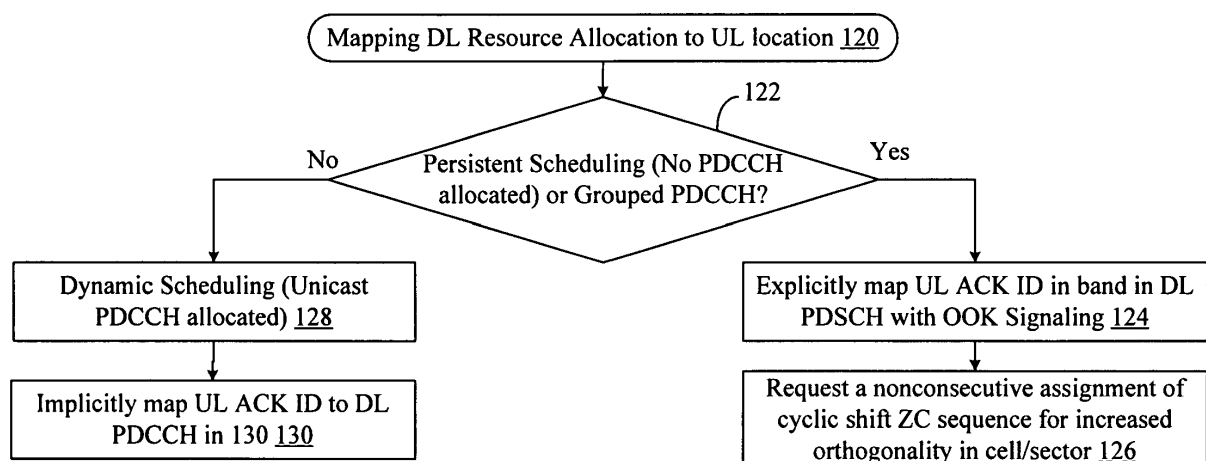 Mapping DL Resource Allocation to UL location 120
122
No
Persistent Scheduling (No PDCCH
allocated) or Grouped PDCCH?
Yes
Dynamic Scheduling (Unicast
PDCCH allocated) 128
Explicitly map UL ACK ID in band in DL
PDSCH with OOK Signaling 124
Implicitly map UL ACK ID to DL
PDCCH in 130 130
Request a nonconsecutive assignment of
cyclic shift ZC sequence for increased
orthogonality in cell/sector 126